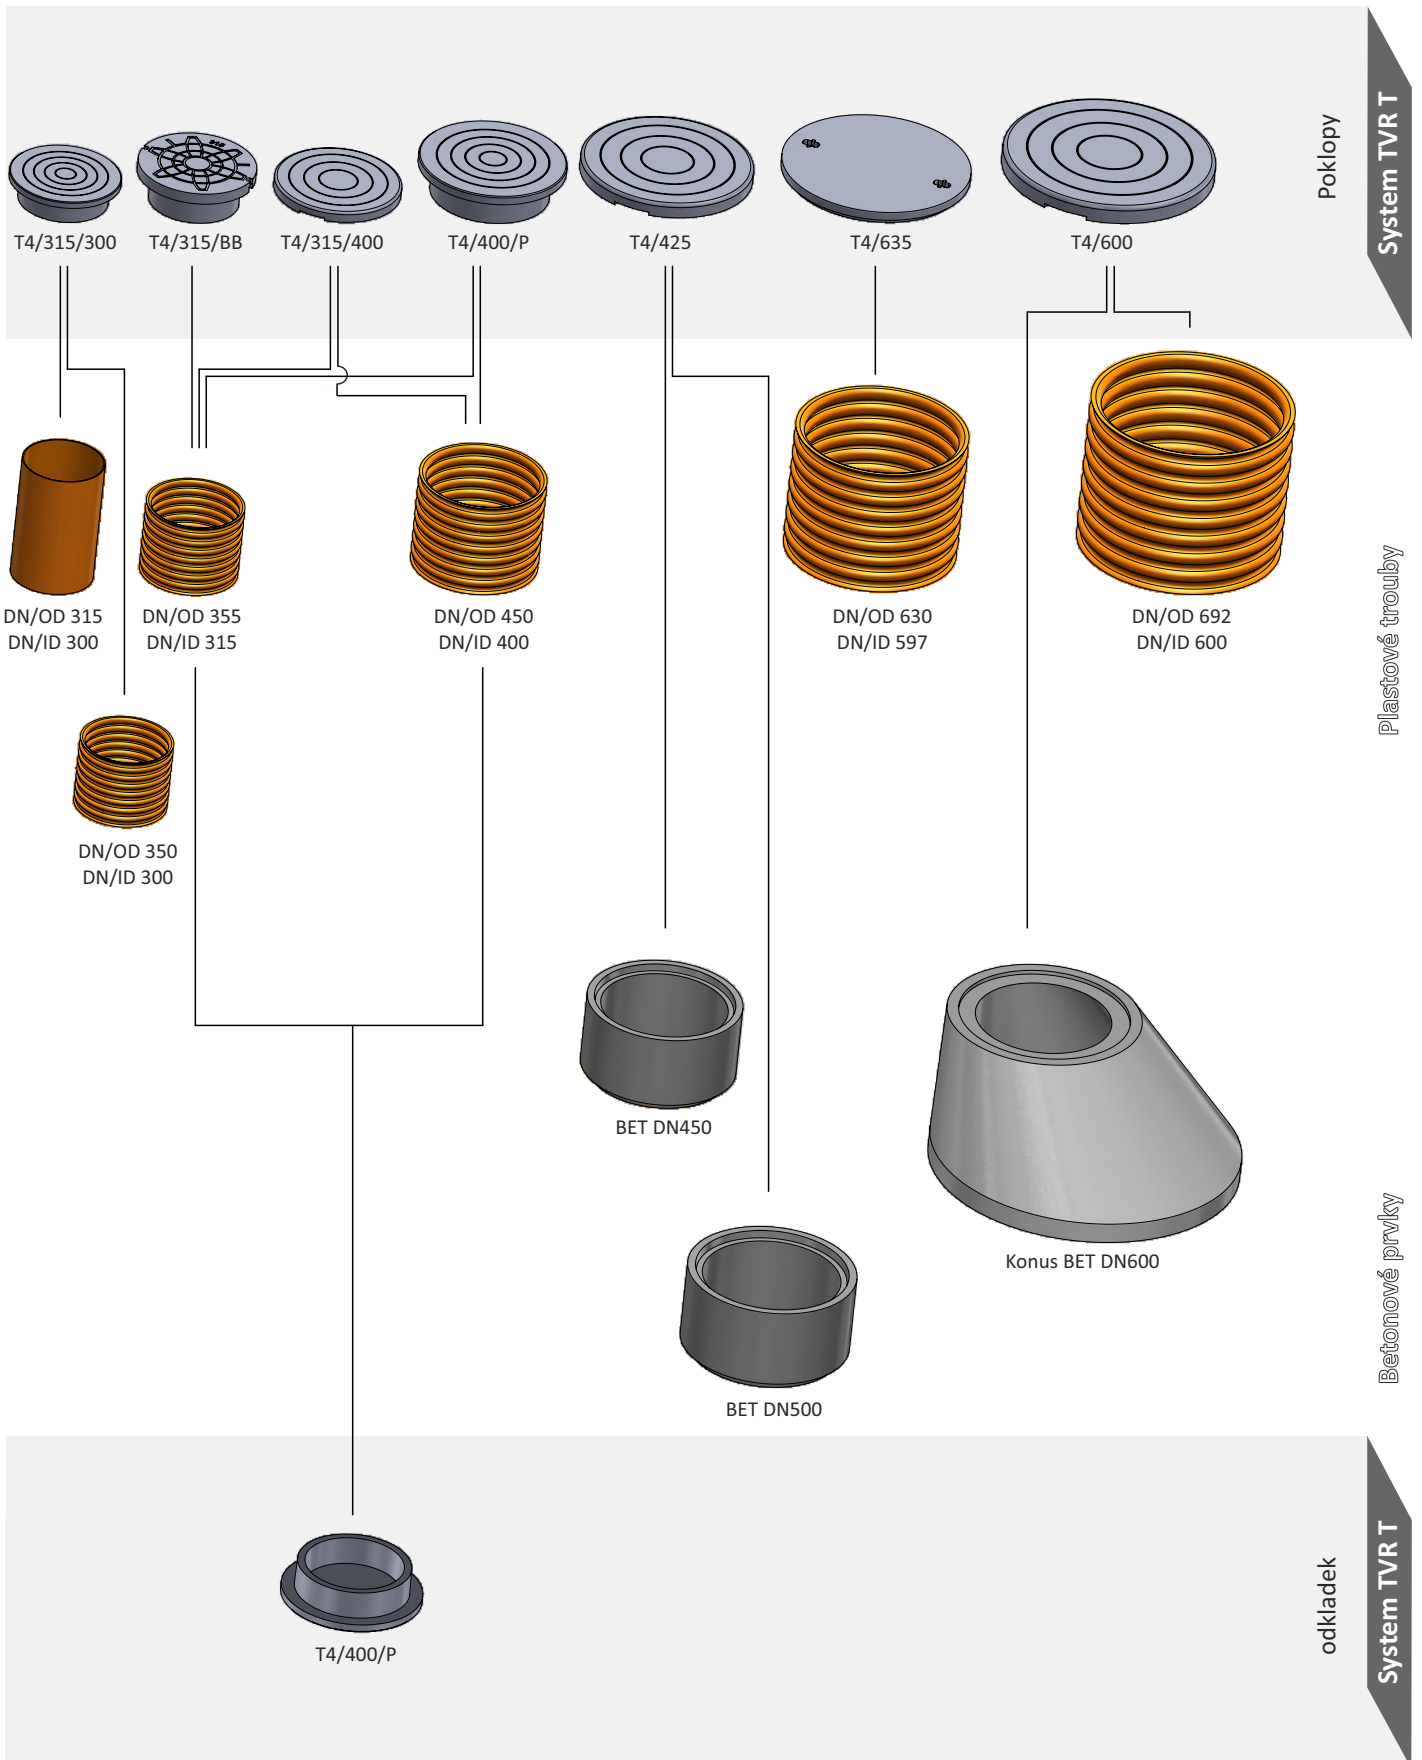 System TVR T
Poklopy
T4/315/300
T4/315/BB
T4/315/400
T4/400/P
T4/425
T4/635
T4/600
Plastové trouby
DN/OD 315
DN/ID 300
DN/OD 355
DN/ID 315
DN/OD 450
DN/ID 400
DN/OD 630
DN/ID 597
DN/OD 692
DN/ID 600
DN/OD 350
DN/ID 300
Betonové prvky
BET DN450
Konus BET DN600
BET DN500
System TVR T
odkladek
T4/400/P